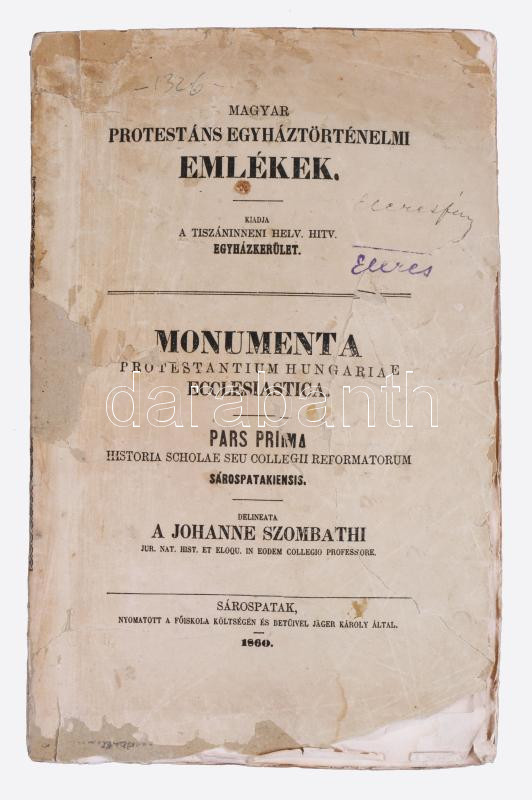 1326
MAGYAR
PROTESTÁNS EGYHÁZTÖRTÉNELMI
EMLÉKEK.
KIADJA
A TISZÁNINNENI HELV. HITV.
EGYHÁZKERÜLET.
MONUMENTA
PROTESTANTIUM HUNGARIAE
ECCLESIASTICA.
darabanth
PARS PRIMA
HISTORIA SCHOLAE SEU COLLEGII REFORMATORUM
SÁROSPATAKIENSIS.
DELINEATA
A JOHANNE SZOMBATHI
JUR. NAT. HIST. ET ELOQU. IN EODEM COLLEGIO PROFESSORE.
SÁROSPATAK,
NYOMATOTT A FŐISKOLA KÖLTSÉGÉN ÉS BETŰIVEL JÄGER KÁROLY ÁLTAL.
1860.